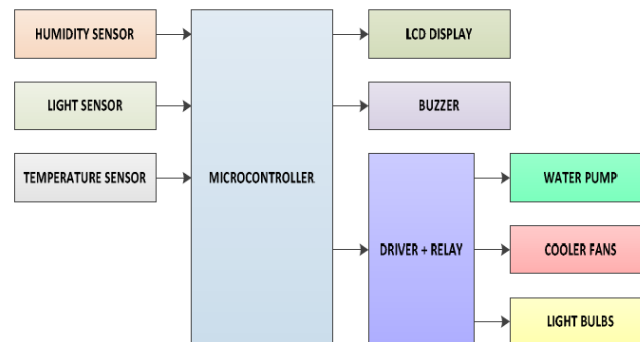 HUMIDITY SENSOR
LIGHT SENSOR
TEMPERATURE SENSOR
MICROCONTROLLER
LCD DISPLAY
BUZZER
DRIVER + RELAY
WATER PUMP
COOLER FANS
LIGHT BULBS